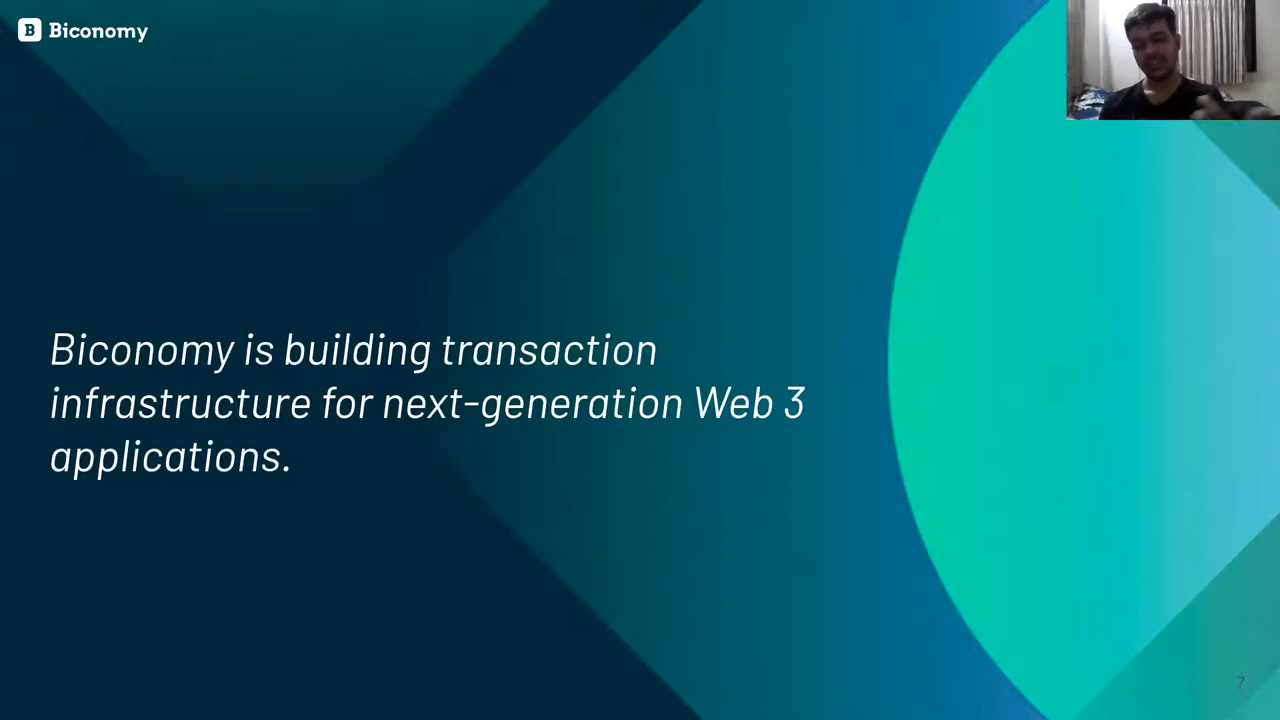 B Biconomy
Biconomy is building transaction
infrastructure for next-generation Web 3
applications.
7